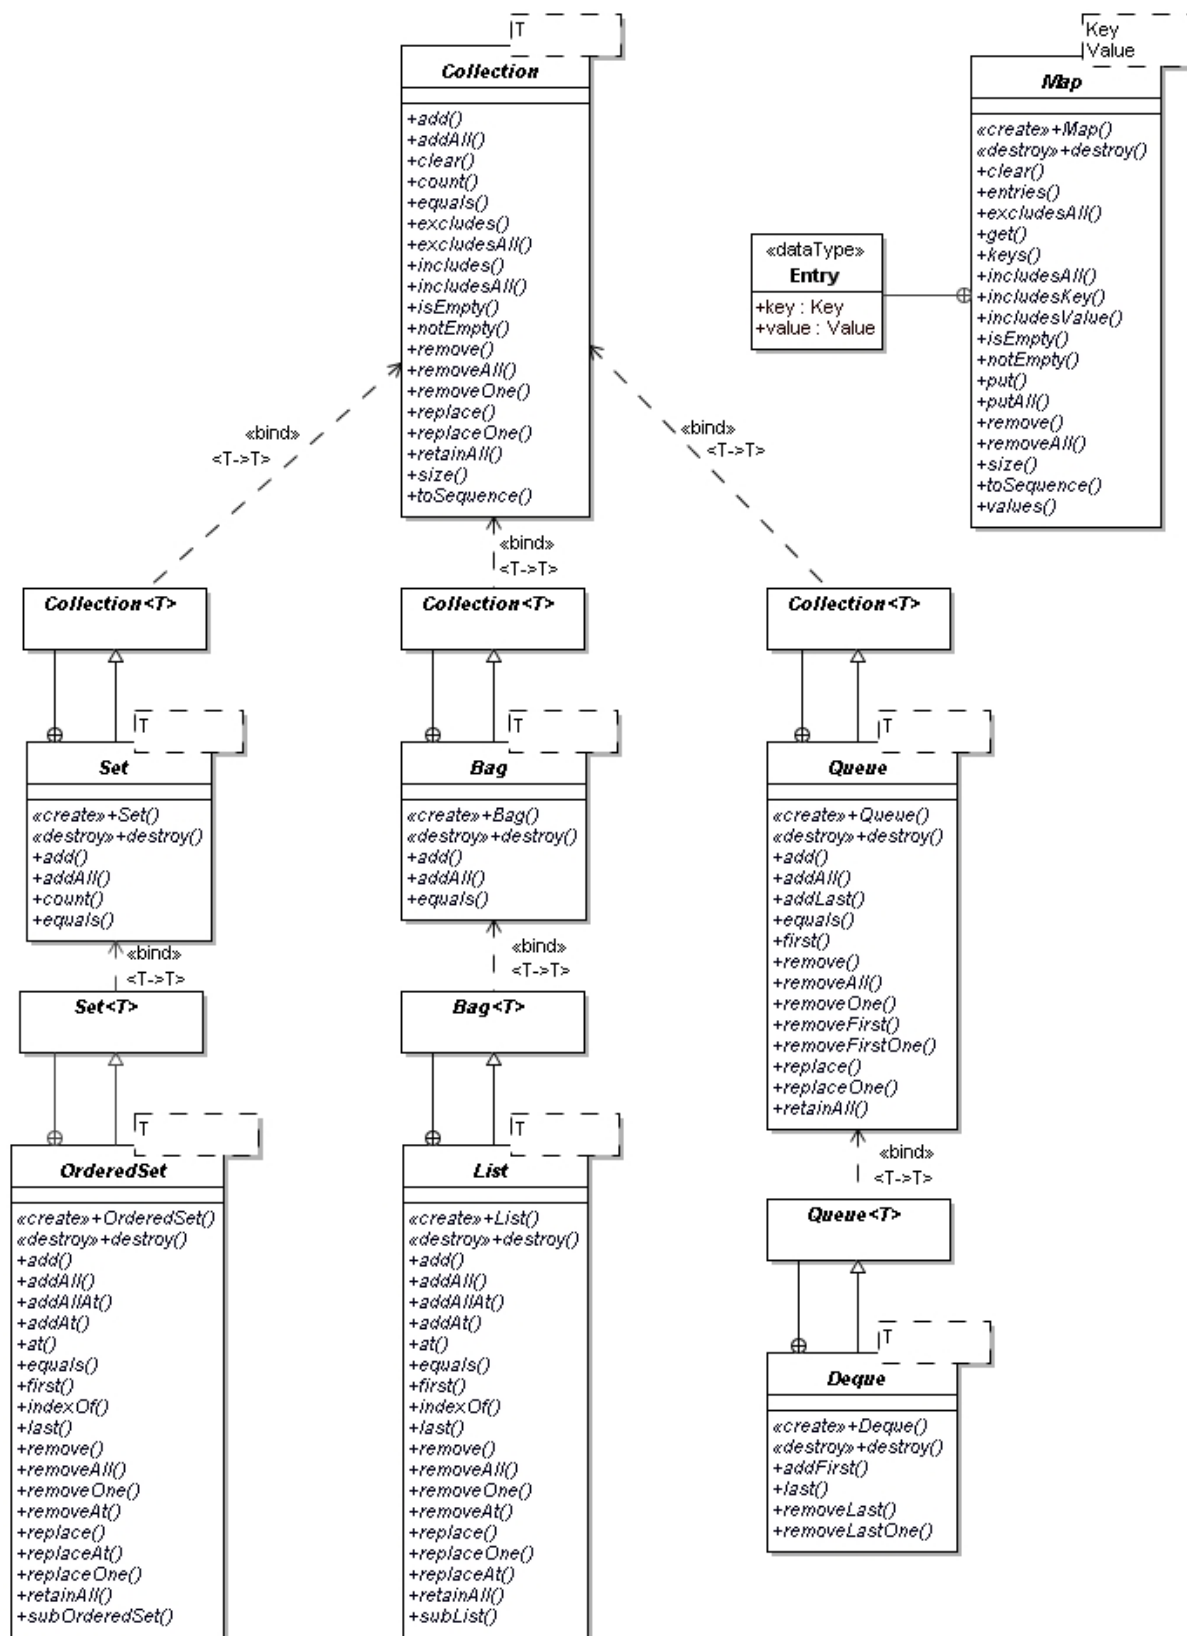 T
Collection
+add()
+addAll()
+clear()
+count()
+equals()
+excludes()
+excludesAll()
+includes()
+includesAll()
+isEmpty()
+notEmpty()
+remove()
+removeAll()
+removeOne()
+replace()
+replaceOne()
+retainAll()
+size()
+toSequence()
Key
Value
Map
«create»+Map()
«destroy»+destroy()
+clear()
+entries()
+excludesAll()
+get()
+keys()
+includesAll()
+includesKey()
+includesValue()
+isEmpty()
+notEmpty()
+put()
+putAll()
+remove()
+removeAll()
+size()
+toSequence()
+values()
«dataType»
Entry
+key : Key
+value : Value
«bind»
<T->T>
«bind»
<T->T>
«bind»
<T->T>
Collection<T>
Collection<T>
Collection<T>
T
Set
«create»+Set()
«destroy»+destroy()
+add()
+addAll()
+count()
+equals()
«bind»
<T->T>
Set<T>
T
OrderedSet
«create»+OrderedSet()
«destroy»+destroy()
+add()
+addAll()
+addAllAt()
+addAt()
+at()
+equals()
+first()
+indexOf()
+last()
+remove()
+removeAll()
+removeOne()
+removeAt()
+replace()
+replaceAt()
+replaceOne()
+retainAll()
+subOrderedSet()
T
Bag
«create»+Bag()
«destroy»+destroy()
+add()
+addAll()
+equals()
«bind»
<T->T>
Bag<T>
T
List
«create»+List()
«destroy»+destroy()
+add()
+addAll()
+addAllAt()
+addAt()
+at()
+equals()
+first()
+indexOf()
+last()
+remove()
+removeAll()
+removeOne()
+removeAt()
+replace()
+replaceOne()
+replaceAt()
+retainAll()
+subList()
T
Queue
«create»+Queue()
«destroy»+destroy()
+add()
+addAll()
+addLast()
+equals()
+first()
+remove()
+removeAll()
+removeOne()
+removeFirst()
+removeFirstOne()
+replace()
+replaceOne()
+retainAll()
«bind»
<T->T>
Queue<T>
T
Deque
«create»+Deque()
«destroy»+destroy()
+addFirst()
+last()
+removeLast()
+removeLastOne()